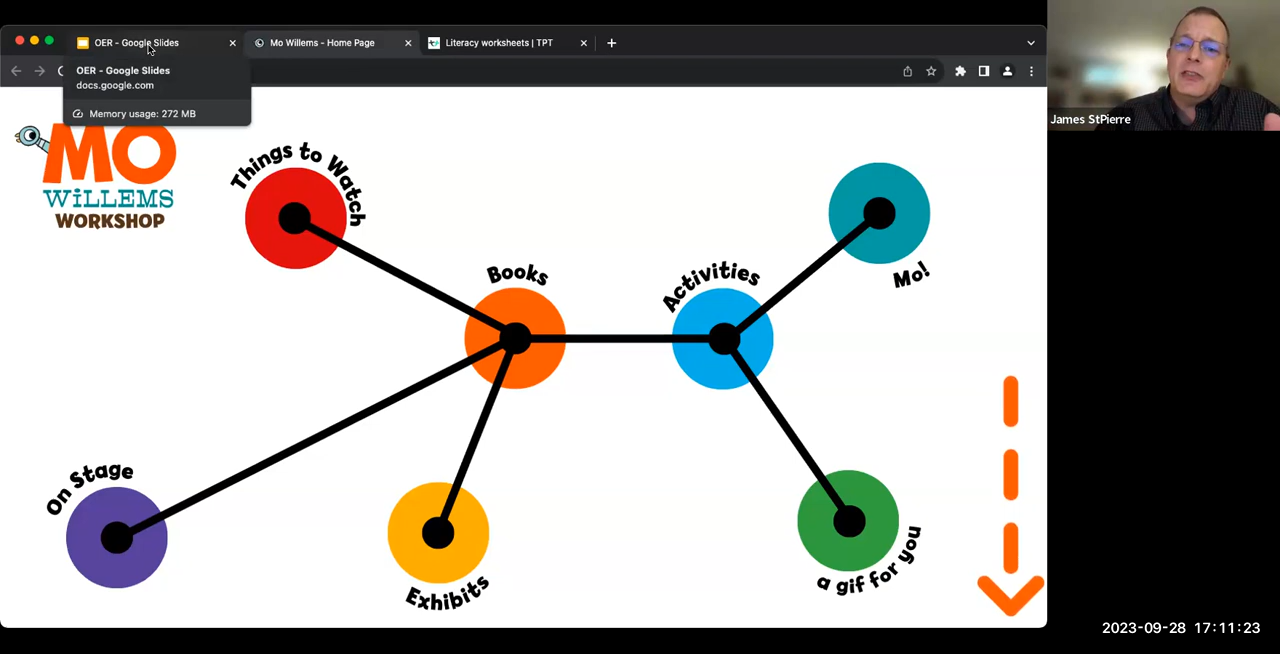 OER - Google Slides
Mo Willems - Home Page
Literacy worksheets | TPT
OER - Google Slides
docs.google.com
Memory usage: 272 MB
MO
WiLLEMS
WORKSHOP
Things to Watch
Books
Activities
Mo!
On Stage
Exhibits
a gif for you
James StPierre
2023-09-28 17:11:23